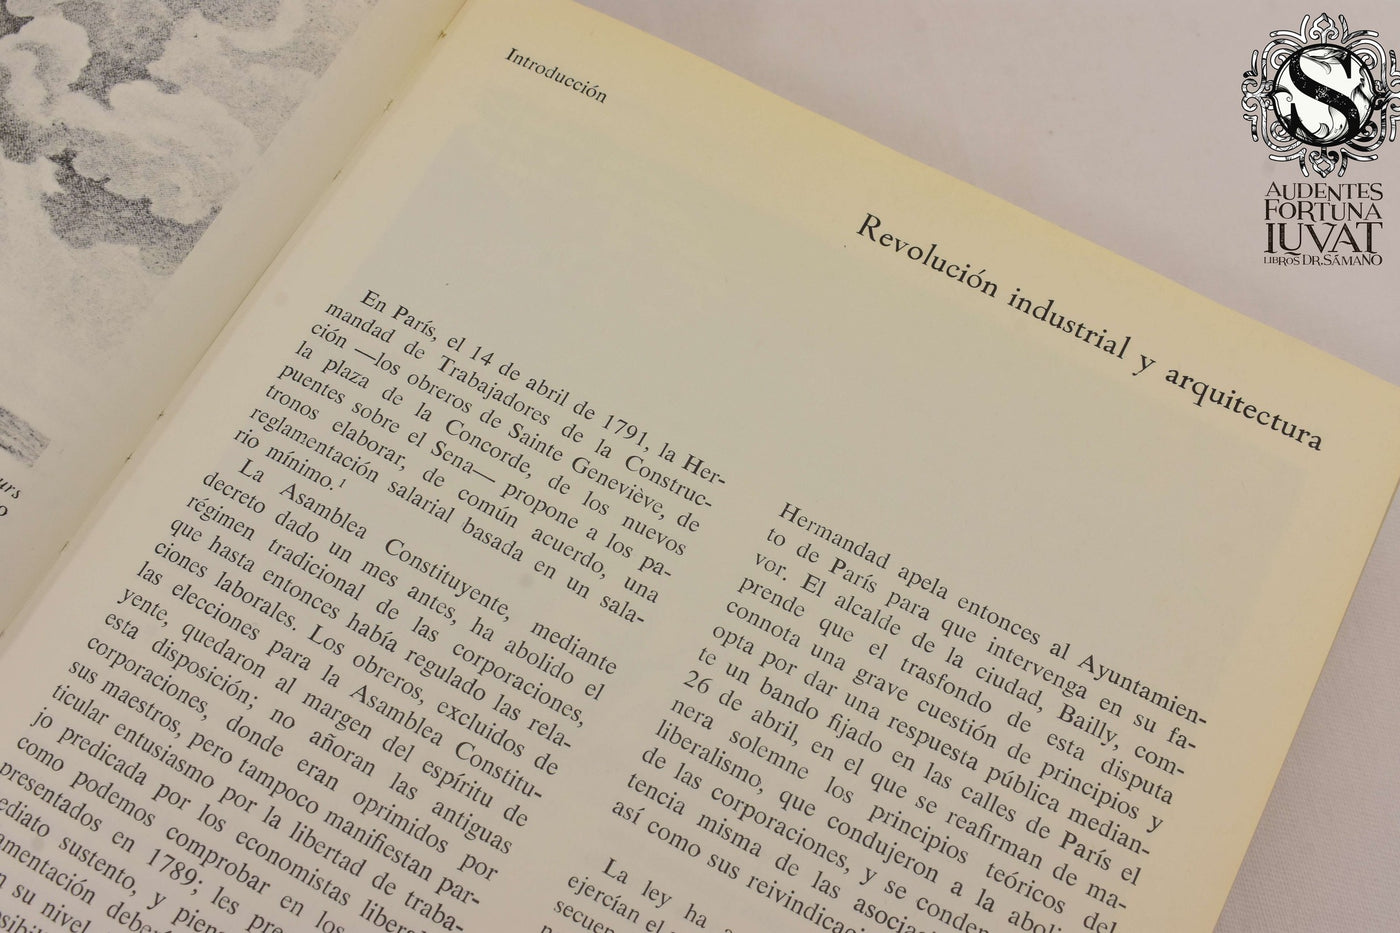 Introducción
Revolución industrial y arquitectura
En París, el 14 de abril de 1791, la Her-
mandad de Trabajadores de la Construc-
ción —los obreros de Sainte Geneviève, de
la plaza de la Concorde, de los nuevos
puentes sobre el Sena— propone a los pa-
tronos elaborar, de común acuerdo, una
reglamentación salarial basada en un sala-
rio mínimo.¹
La Asamblea Constituyente, mediante
decreto dado un mes antes, ha abolido el
régimen tradicional de las corporaciones,
que hasta entonces había regulado las rela-
ciones laborales. Los obreros, excluidos de
las elecciones para la Asamblea Constitu-
yente, quedaron al margen del espíritu de
esta disposición; no añoran las antiguas
corporaciones, donde eran oprimidos por
sus maestros, pero tampoco manifiestan par-
ticular entusiasmo por la libertad de traba-
jo predicada por los economistas liberal
como podemos comprobar en los
presentados en 1789; les pre
ediato sustento, y pien
amentación debe
su nivel
Hermandad apela entonces al Ayuntamien-
to de París para que intervenga en su fa-
vor. El alcalde de la ciudad, Bailly, com-
prende que el trasfondo de esta disputa
connota una grave cuestión de principios y
opta por dar una respuesta pública median-
te un bando fijado en las calles de París el
26 de abril, en el que se reafirman de ma-
nera solemne los principios teóricos del
liberalismo, que condujeron a la aboli
de las corporaciones, y se conden
tencia misma de las asociac
así como sus reivindicaci
La ley ha
ejercían el
secuen
urs
o
S
AUDENTES
FORTUNA
IUVAT
LIBROS DR. SÁMANO